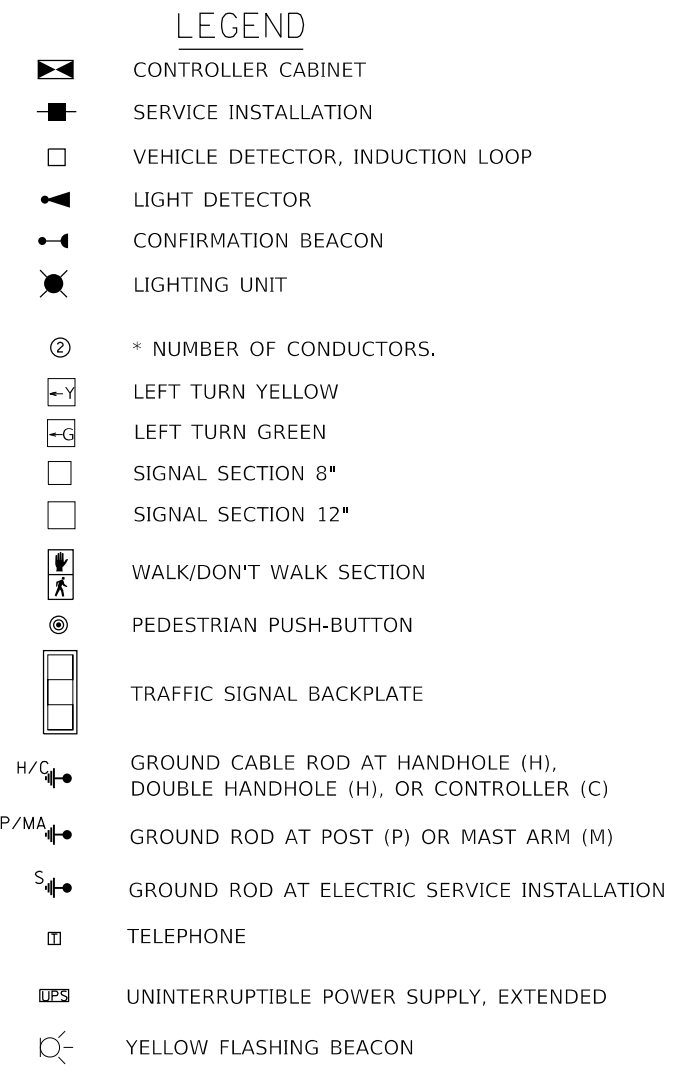 LEGEND
CONTROLLER CABINET
SERVICE INSTALLATION
VEHICLE DETECTOR, INDUCTION LOOP
LIGHT DETECTOR
CONFIRMATION BEACON
LIGHTING UNIT
2 * NUMBER OF CONDUCTORS.
←Y LEFT TURN YELLOW
←G LEFT TURN GREEN
SIGNAL SECTION 8"
SIGNAL SECTION 12"
WALK/DON'T WALK SECTION
PEDESTRIAN PUSH-BUTTON
TRAFFIC SIGNAL BACKPLATE
H/C GROUND CABLE ROD AT HANDHOLE (H),
DOUBLE HANDHOLE (H), OR CONTROLLER (C)
P/MA GROUND ROD AT POST (P) OR MAST ARM (M)
S GROUND ROD AT ELECTRIC SERVICE INSTALLATION
T TELEPHONE
UPS UNINTERRUPTIBLE POWER SUPPLY, EXTENDED
YELLOW FLASHING BEACON